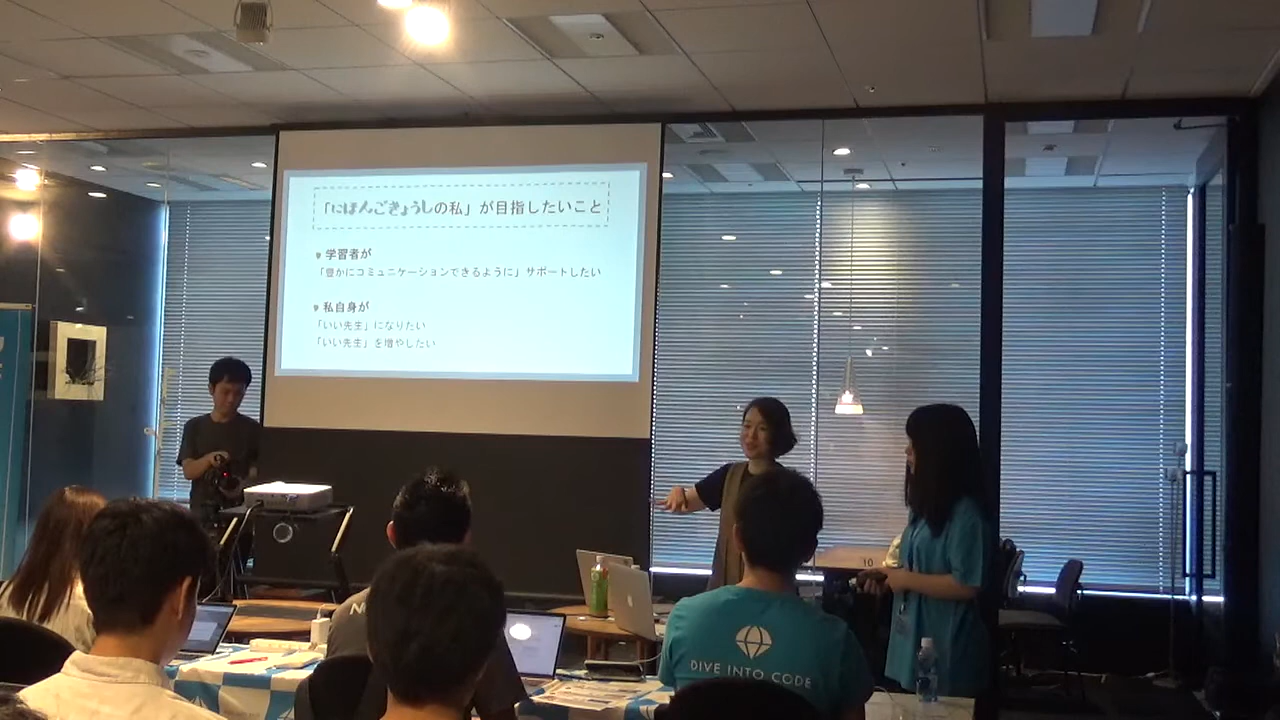 「にほんごきょうしの私」が目指したいこと
学習者が
「豊かにコミュニケーションできるように」サポートしたい
私自身が
「いい先生」になりたい
「いい先生」を増やしたい
DIVE INTO CODE
10